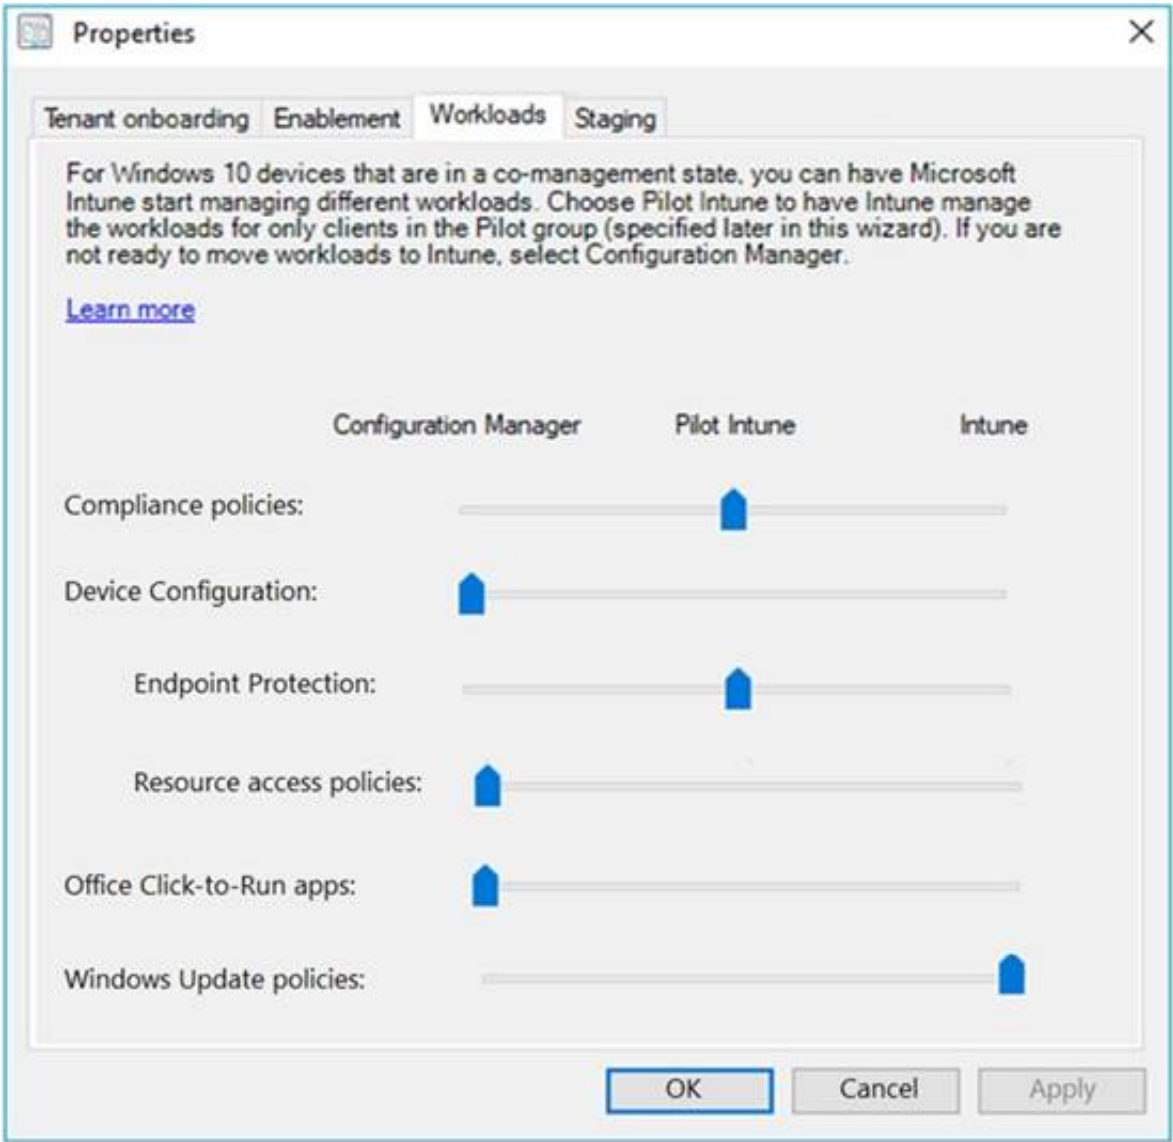 Properties
Tenant onboarding Enablement Workloads Staging
For Windows 10 devices that are in a co-management state, you can have Microsoft
Intune start managing different workloads. Choose Pilot Intune to have Intune manage
the workloads for only clients in the Pilot group (specified later in this wizard). If you are
not ready to move workloads to Intune, select Configuration Manager.
Learn more
Configuration Manager Pilot Intune Intune
Compliance policies:
Device Configuration:
Endpoint Protection:
Resource access policies:
Office Click-to-Run apps:
Windows Update policies:
OK Cancel Apply